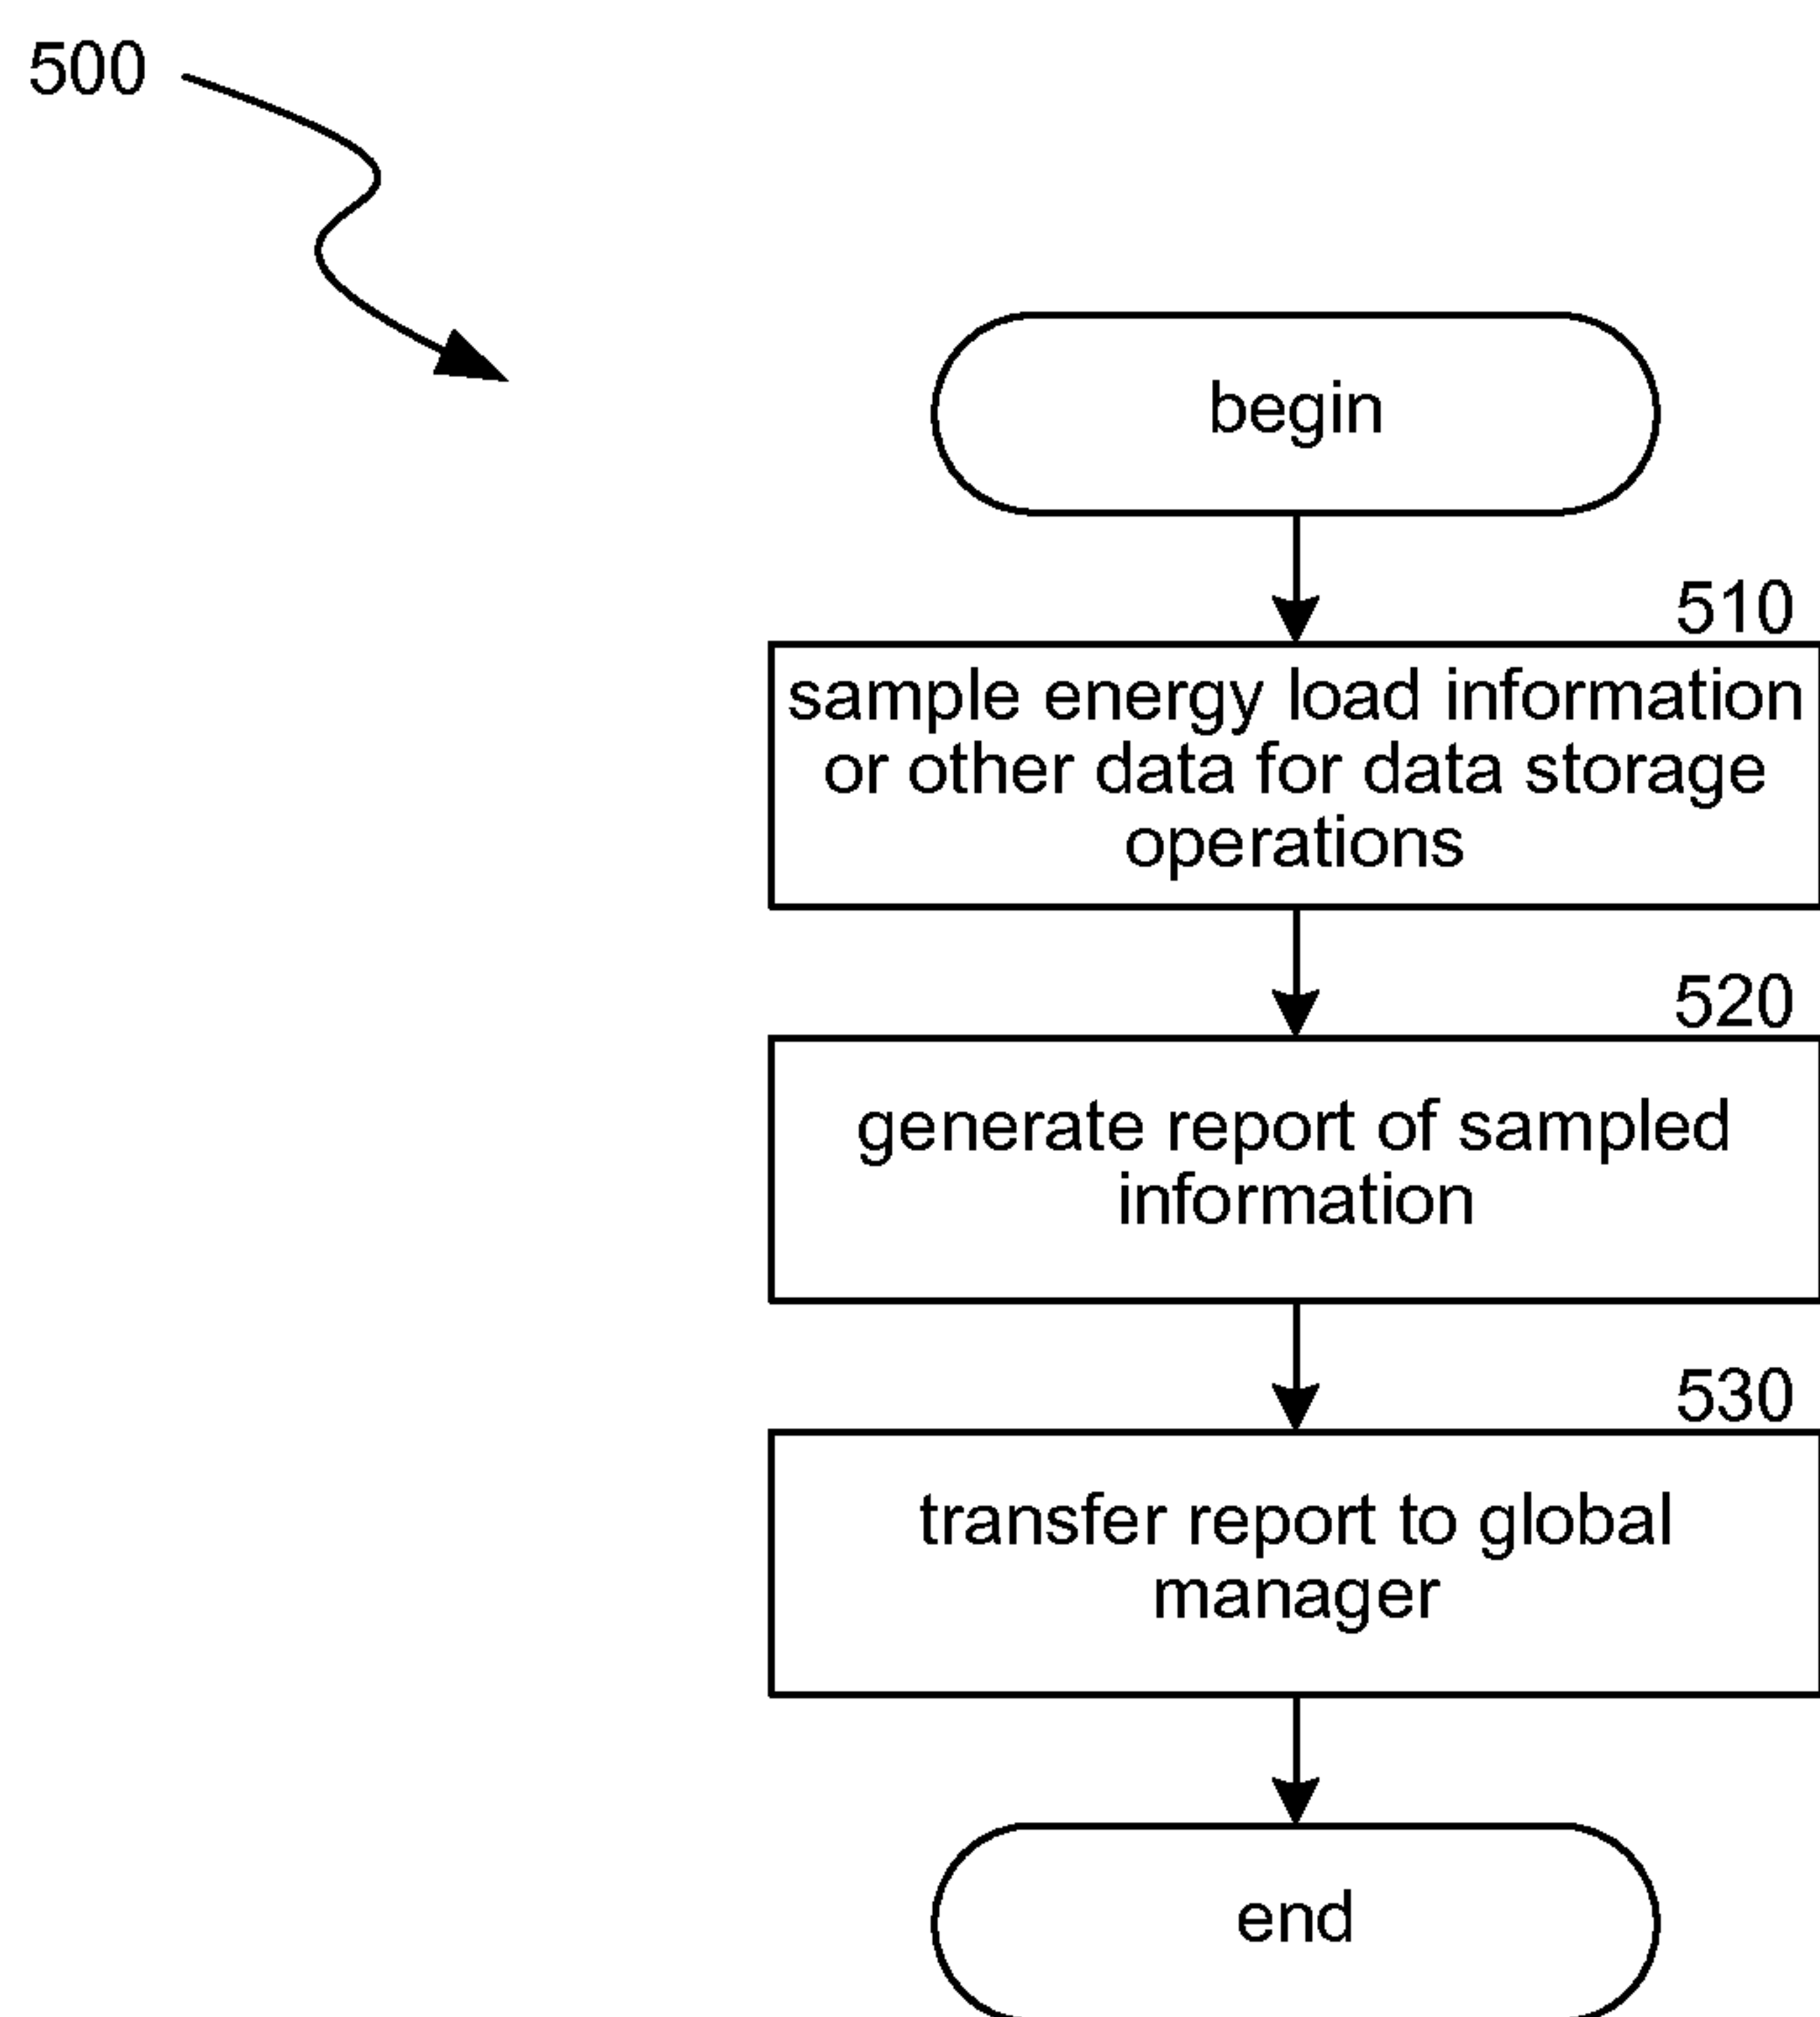 500
begin
510
sample energy load information
or other data for data storage
operations
520
generate report of sampled
information
530
transfer report to global
manager
end